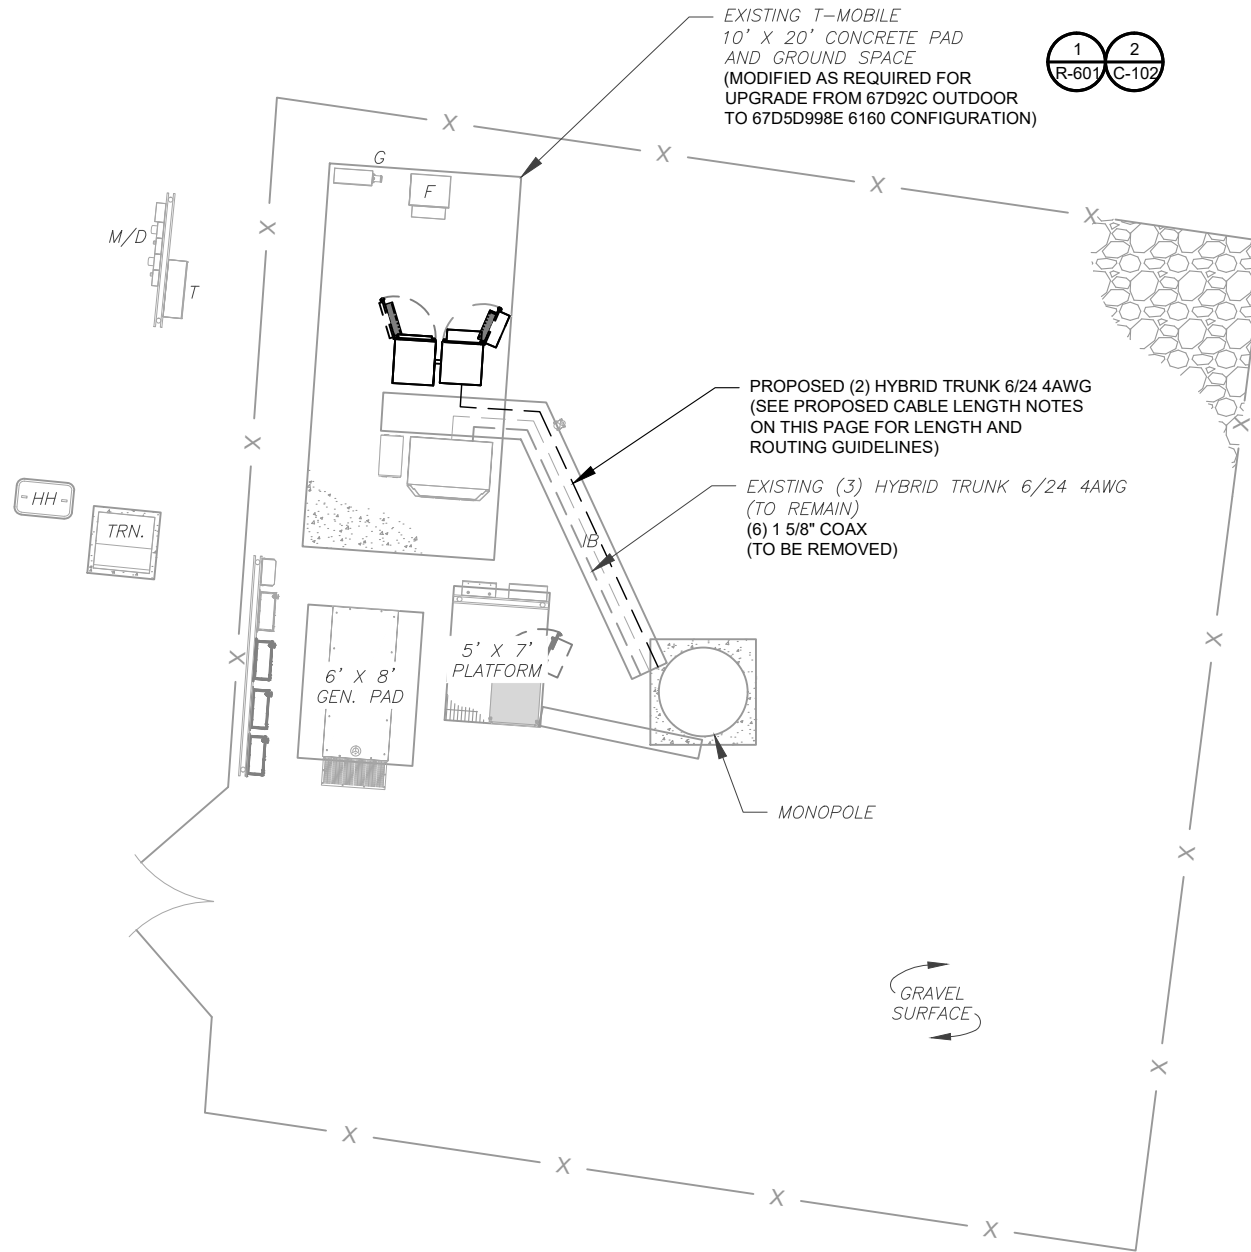 EXISTING T-MOBILE
10' X 20' CONCRETE PAD
AND GROUND SPACE
(MODIFIED AS REQUIRED FOR
UPGRADE FROM 67D92C OUTDOOR
TO 67D5D998E 6160 CONFIGURATION)
1
R-601
2
C-102
X
X
X
X
G
F
X
M/D
T
PROPOSED (2) HYBRID TRUNK 6/24 4AWG
(SEE PROPOSED CABLE LENGTH NOTES
ON THIS PAGE FOR LENGTH AND
ROUTING GUIDELINES)
X
X
EXISTING (3) HYBRID TRUNK 6/24 4AWG
(TO REMAIN)
(6) 1 5/8" COAX
(TO BE REMOVED)
HH
TRN.
IB
X
X
5' X 7'
PLATFORM
6' X 8'
GEN. PAD
MONOPOLE
X
GRAVEL
SURFACE
X
X
X
X
X